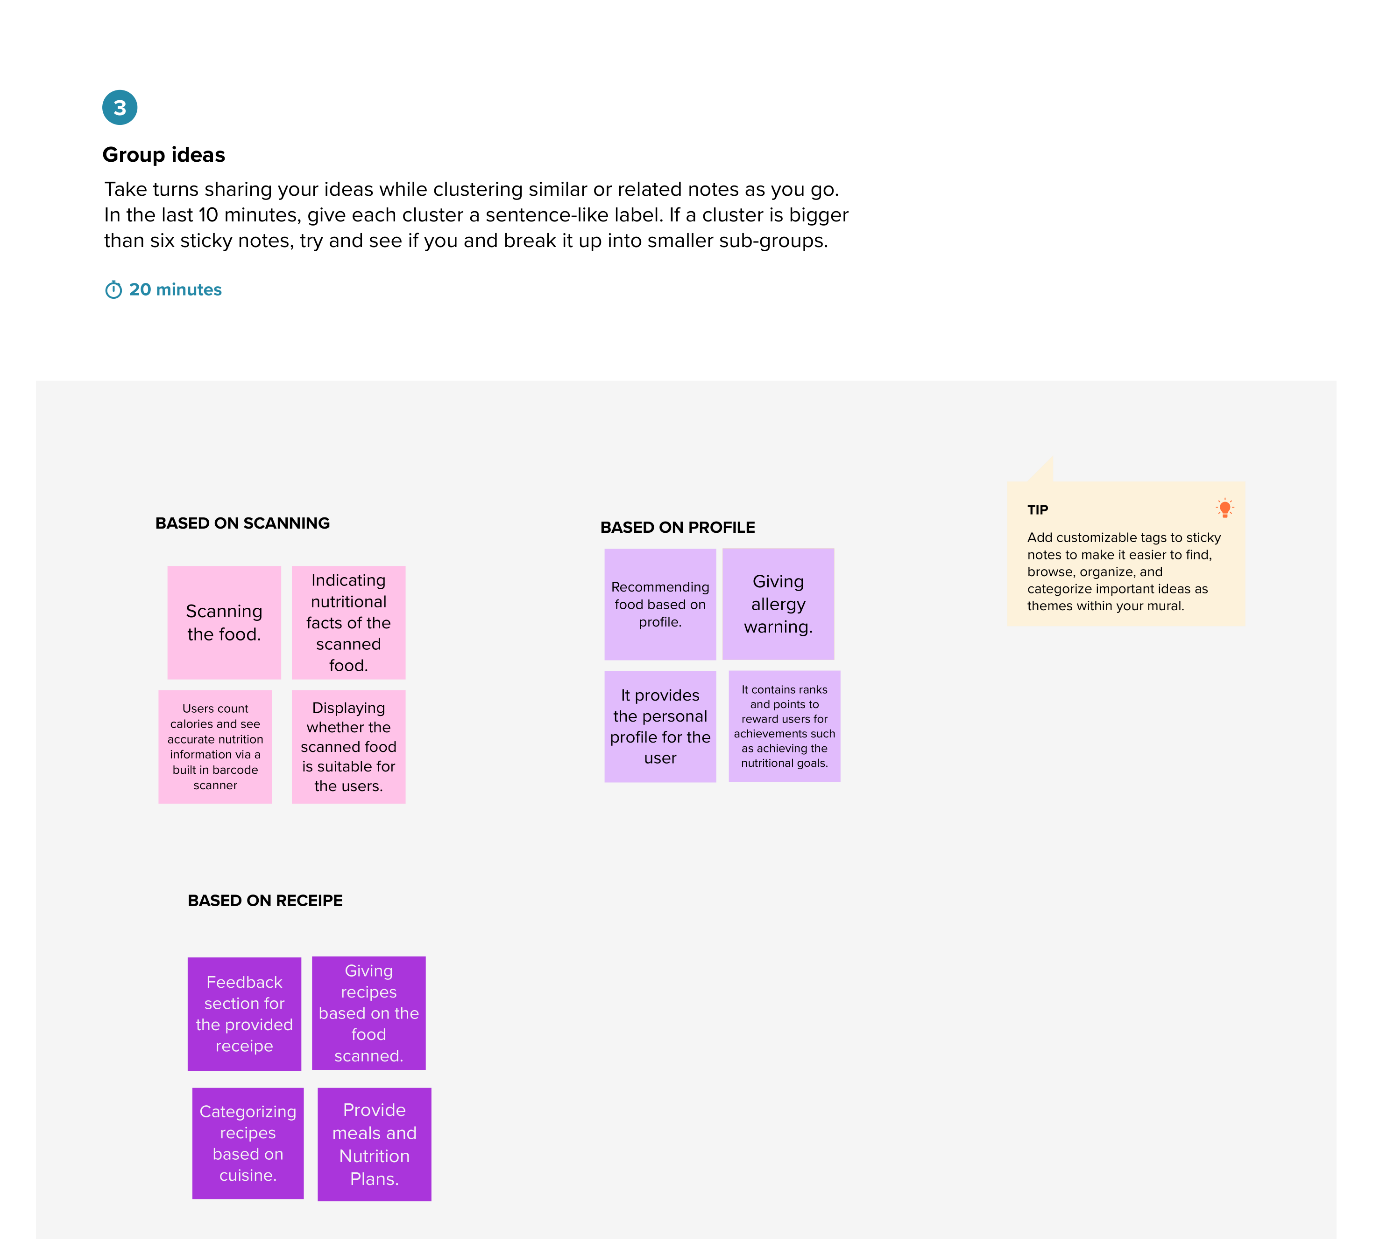 3
Group ideas
Take turns sharing your ideas while clustering similar or related notes as you go.
In the last 10 minutes, give each cluster a sentence-like label. If a cluster is bigger
than six sticky notes, try and see if you and break it up into smaller sub-groups.
20 minutes
BASED ON SCANNING
Scanning
the food.
Indicating
nutritional
facts of the
scanned
food.
Users count
calories and see
accurate nutrition
information via a
built in barcode
scanner
Displaying
whether the
scanned food
is suitable for
the users.
BASED ON PROFILE
Recommending
food based on
profile.
Giving
allergy
warning.
It provides
the personal
profile for the
user
It contains ranks
and points to
reward users for
achievements such
as achieving the
nutritional goals.
TIP
Add customizable tags to sticky
notes to make it easier to find,
browse, organize, and
categorize important ideas as
themes within your mural.
BASED ON RECEIPE
Feedback
section for
the provided
receipe
Giving
recipes
based on the
food
scanned.
Categorizing
recipes
based on
cuisine.
Provide
meals and
Nutrition
Plans.